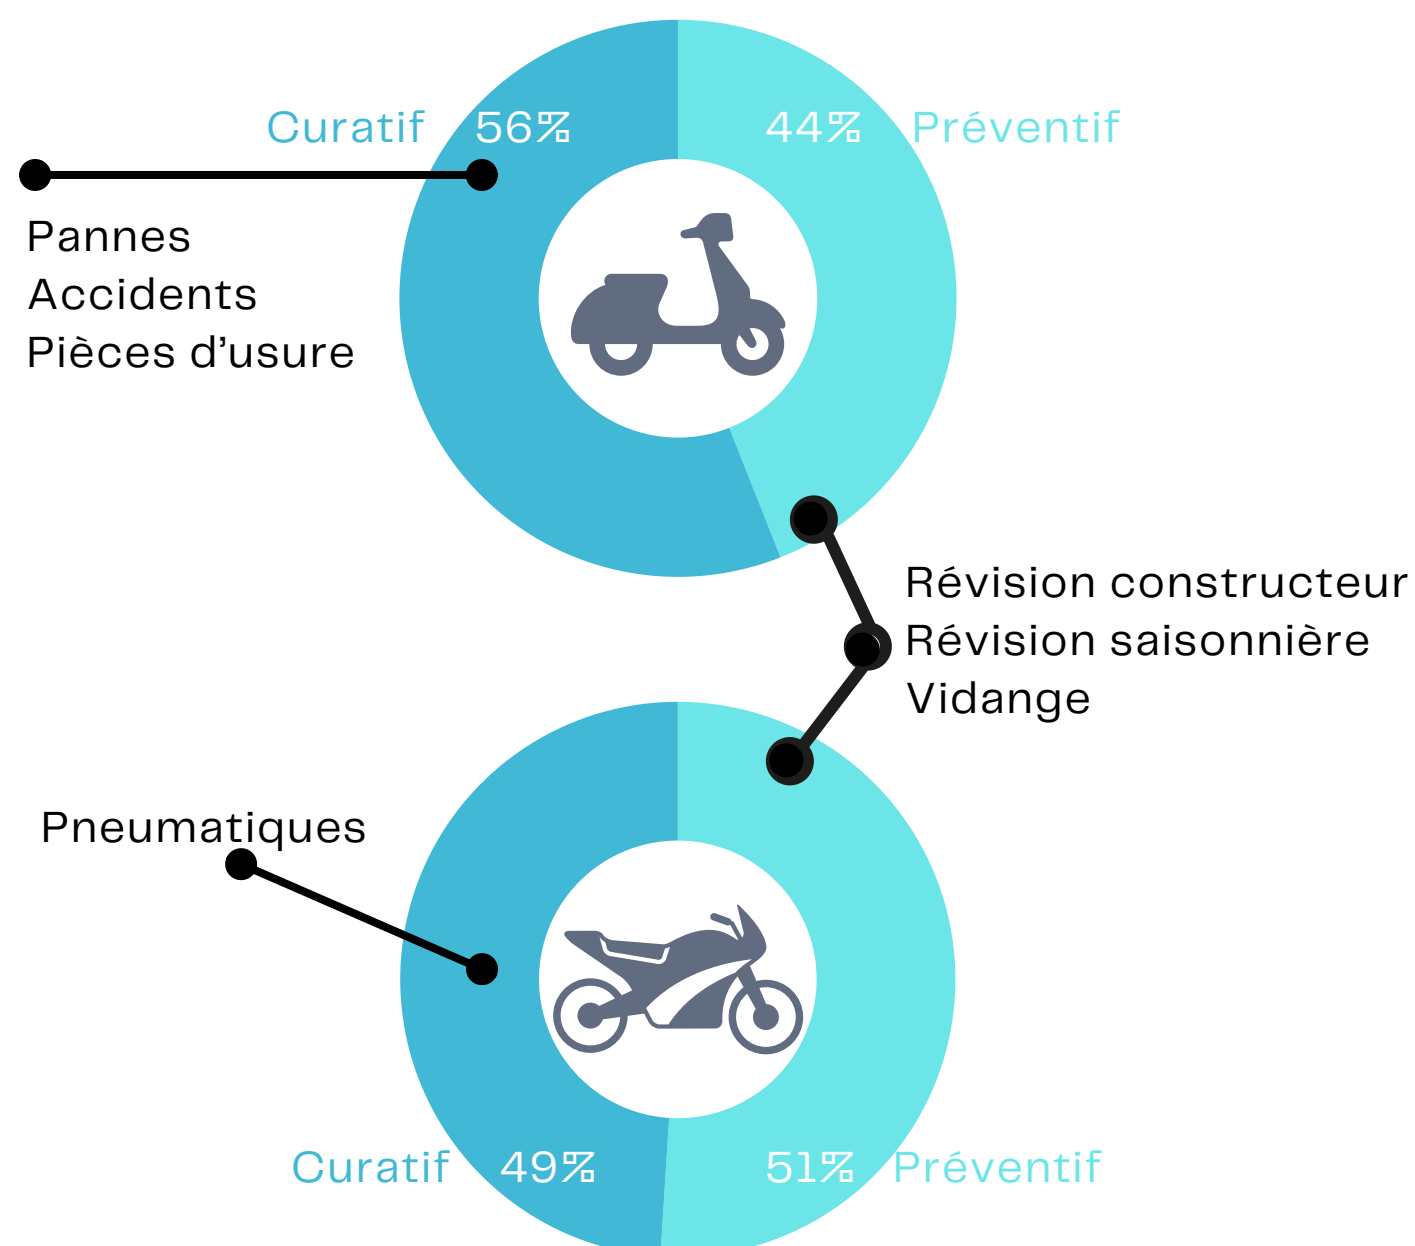 Curatif 56% 44% Préventif
Pannes
Accidents
Pièces d’usure
Révision constructeur
Révision saisonnière
Vidange
Pneumatiques
Curatif 49% 51% Préventif